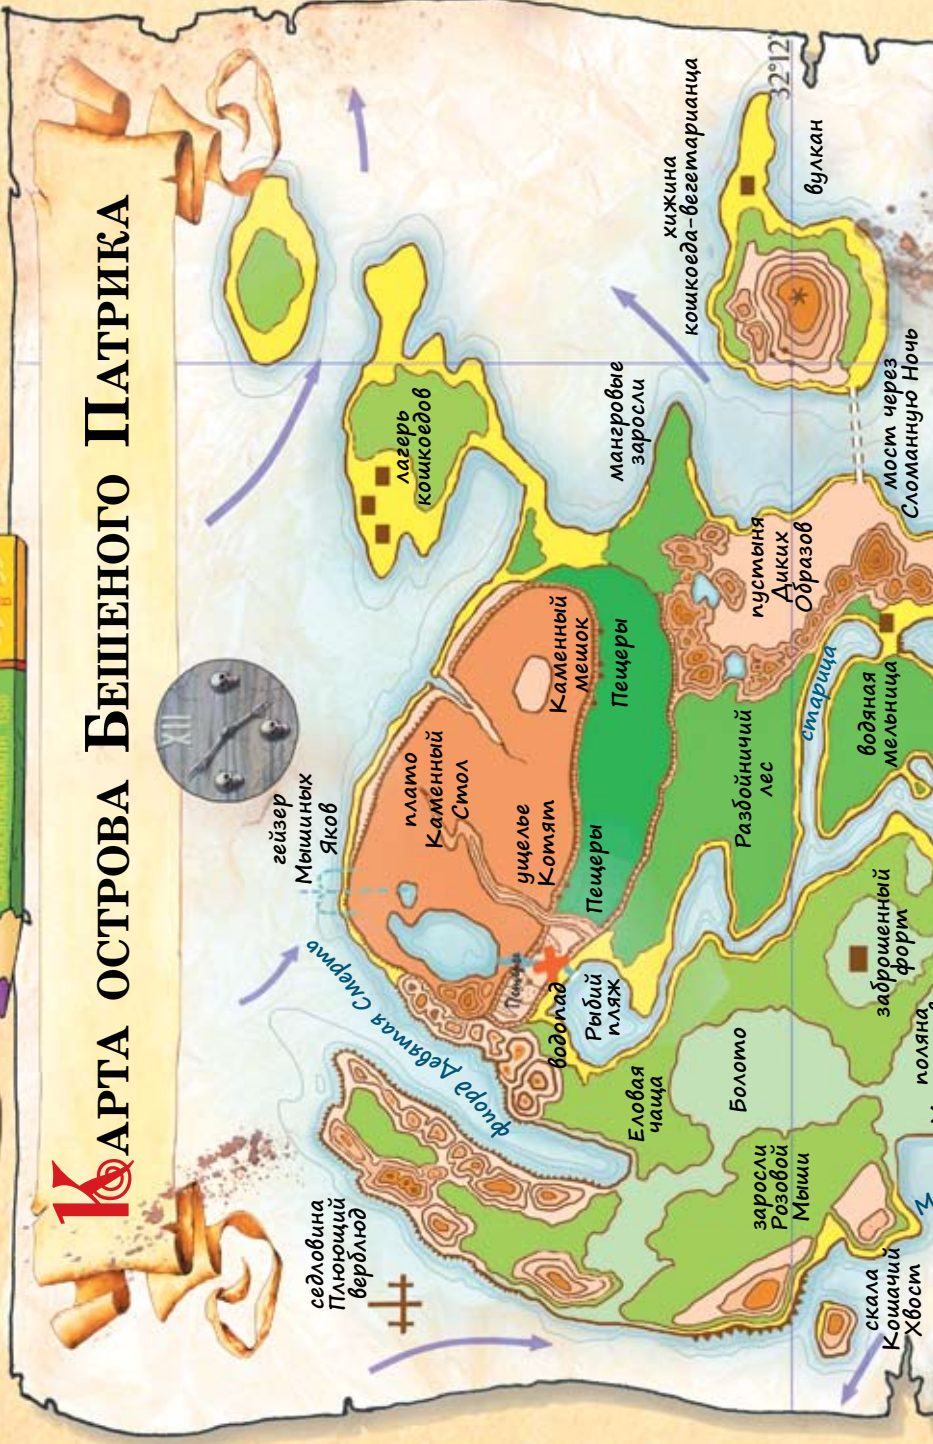 КАРТА ОСТРОВА БЕШЕНОГО ПАТРИКА
XII
гейзер
Мышиных
Яков
седловина
Плюющий
верблюд
фиорд Девятая Смерть
плато
Каменный
Стол
ущелье
Котят
Каменный
мешок
Пещеры
Пещеры
лагерь
кошкоедов
мангровые
заросли
хижина
кошкоеда-вегетарианца
32°12'
вулкан
мост через
Сломанную Ночь
пустыня
Диких
Образов
старица
водяная
мельница
Разбойничий
лес
водопад
Рыбий
пляж
Еловая
чаща
Болото
заброшенный
форт
поляна
заросли
Розовой
Мыши
скала
Кошачий
Хвост